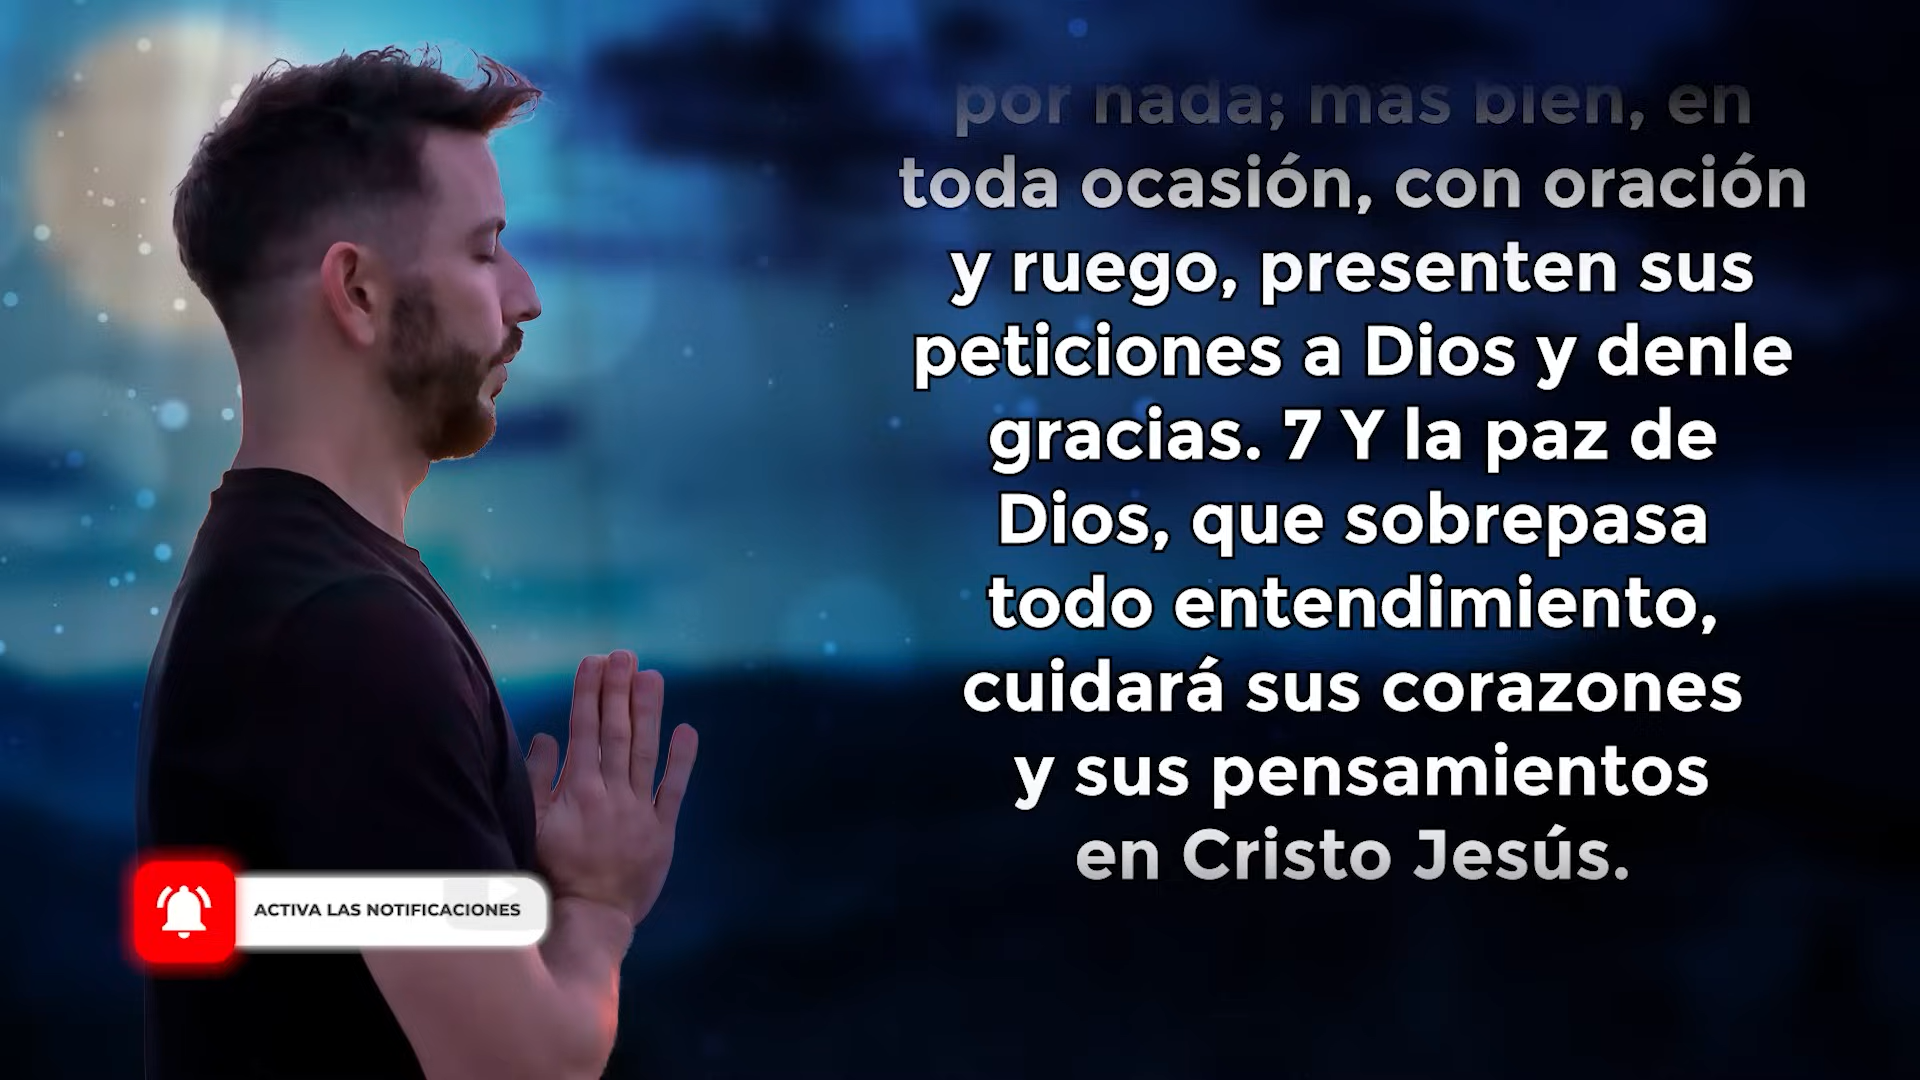 por nada; más bien, en
toda ocasión, con oración
y ruego, presenten sus
peticiones a Dios y denle
gracias. 7 Y la paz de
Dios, que sobrepasa
todo entendimiento,
cuidará sus corazones
y sus pensamientos
en Cristo Jesús.
ACTIVA LAS NOTIFICACIONES